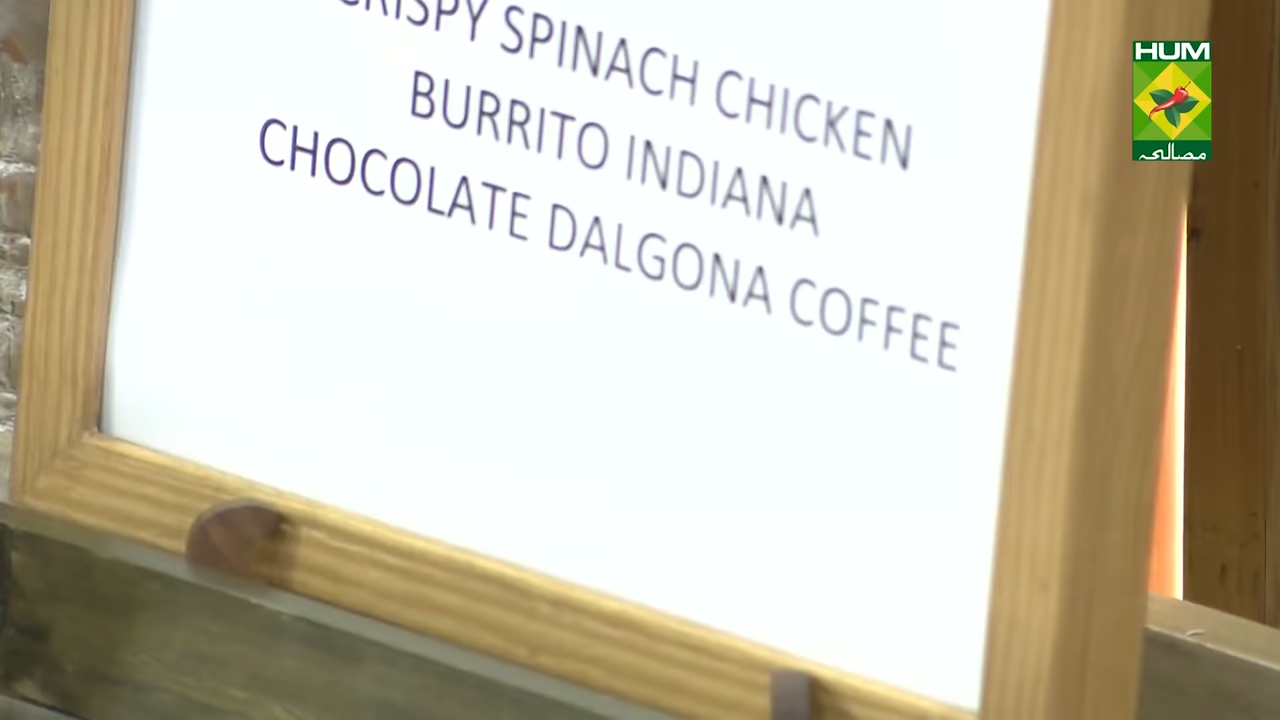 CRISPY SPINACH CHICKEN
BURRITO INDIANA
CHOCOLATE DALGONA COFFEE
HUM
مصالحہ